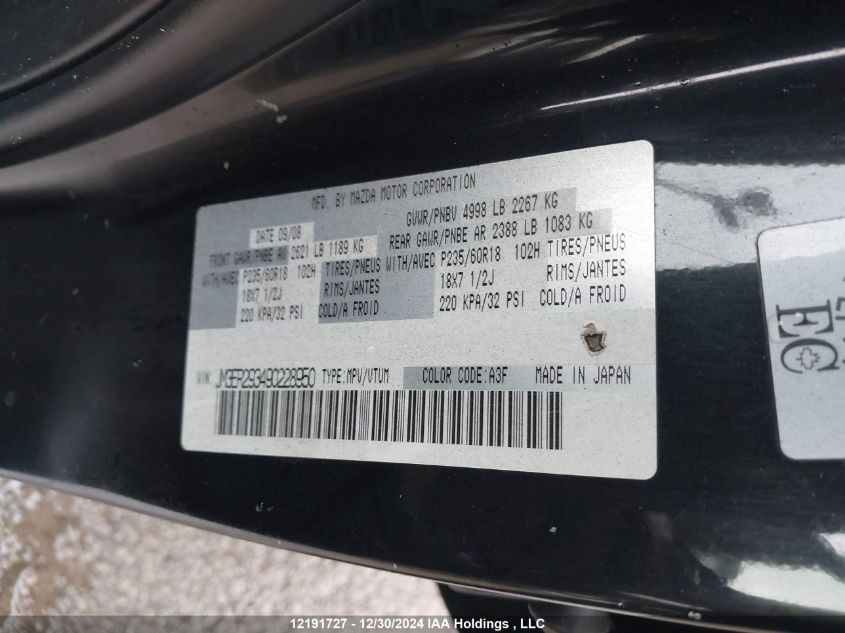 MFD. BY MAZDA MOTOR CORPORATION
DATE 09/08 GVWR/PNBV 4998 LB 2267 KG
FRONT GAWR/PNBE AV 2621 LB 1189 KG REAR GAWR/PNBE AR 2388 LB 1083 KG
WITH/AVEC P235/60R18 102H TIRES/PNEUS WITH/AVEC P235/60R18 102H TIRES/PNEUS
18X7 1/2J RIMS/JANTES 18X7 1/2J RIMS/JANTES
220 KPA/32 PSI COLD/A FROID 220 KPA/32 PSI COLD/A FROID
VIN: JM3ER293490228950 TYPE:MPV/VTUM COLOR CODE:A3F MADE IN JAPAN
EC
12191727 - 12/30/2024 IAA Holdings , LLC